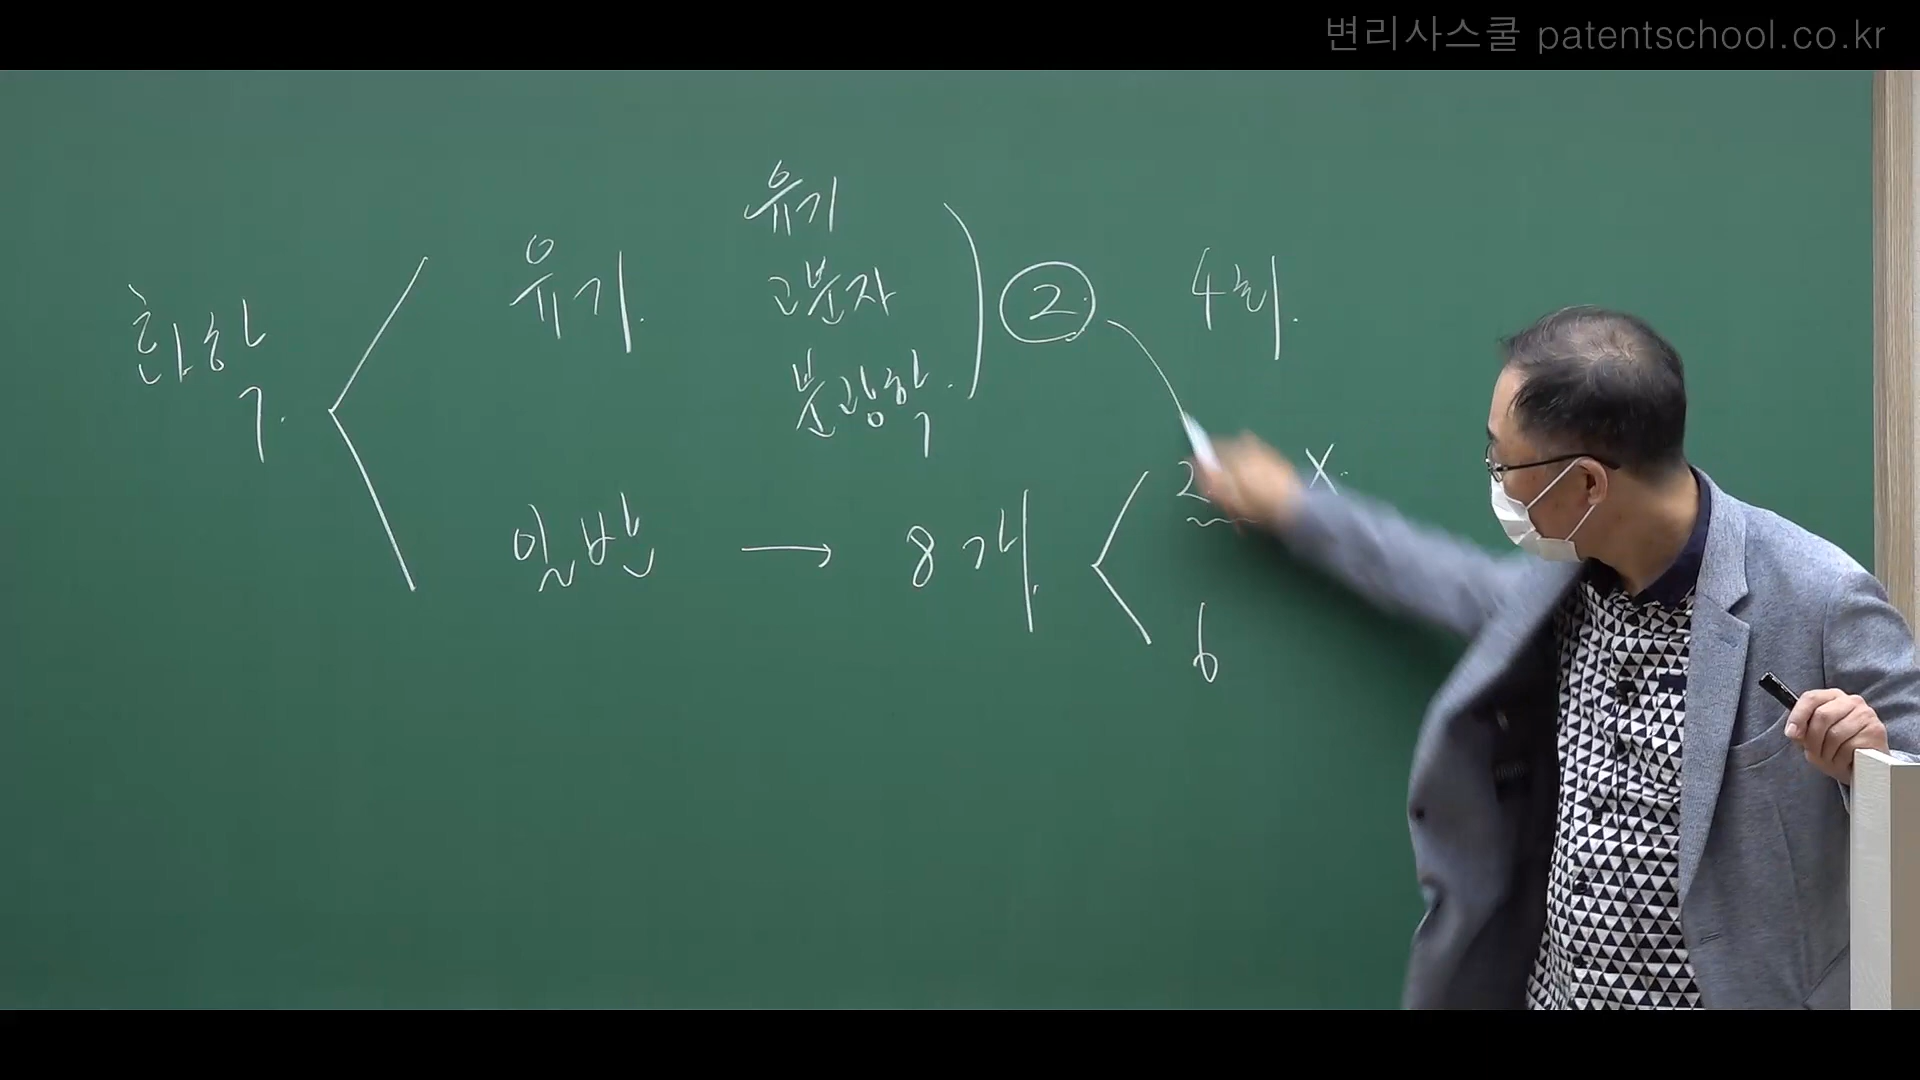 변리사스쿨 patentschool.co.kr
화학
유기
유기
고분자
분광학
2
4회
일반 → 8개
2
X
6